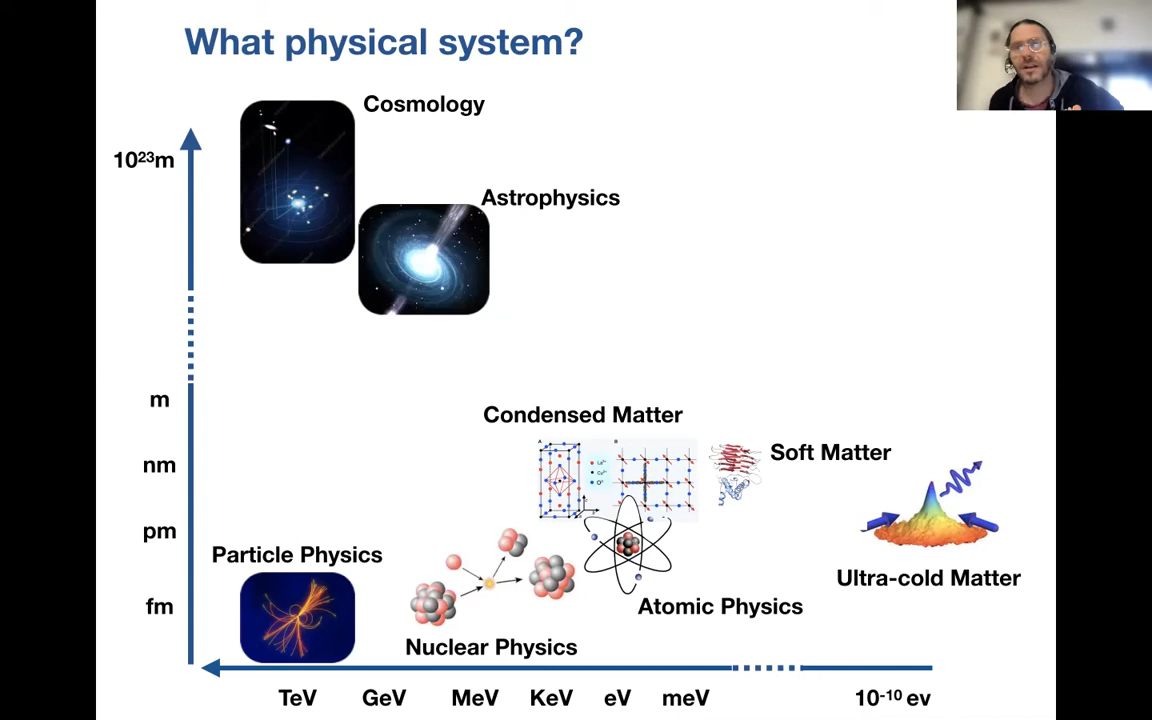 What physical system?
Cosmology
10²³m
Astrophysics
m
Condensed Matter
A
B
nm
Soft Matter
pm
Particle Physics
Ultra-cold Matter
fm
Atomic Physics
Nuclear Physics
TeV GeV MeV KeV eV meV 10⁻¹⁰ ev